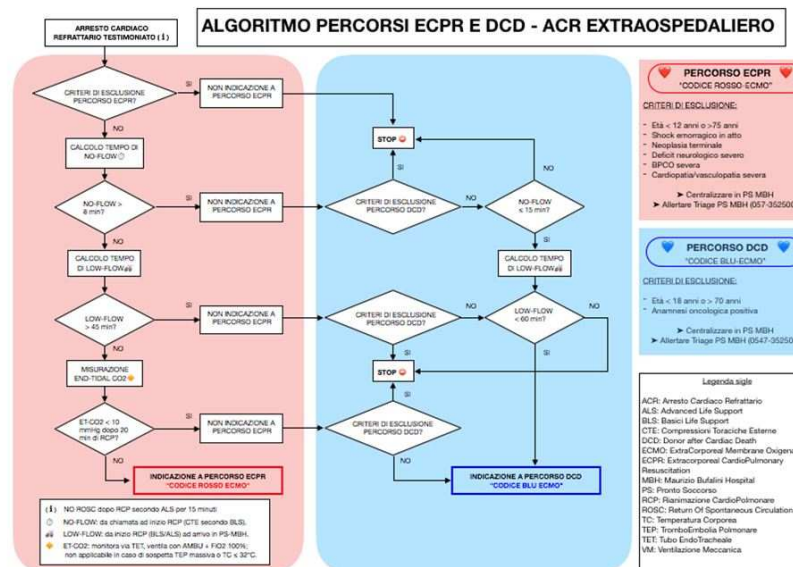 ALGORITMO PERCORSI ECPR E DCD - ACR EXTRAOSPEDALIERO
ARRESTO CARDIACO
REFRATTARIO TESTIMONIATO (i)
CRITERI DI ESCLUSIONE
PERCORSO ECPR?
SI
NON INDICAZIONE A
PERCORSO ECPR
NO
CALCOLO TEMPO DI
NO-FLOW
STOP
NO-FLOW >
8 min?
SI
NON INDICAZIONE A
PERCORSO ECPR
CRITERI DI ESCLUSIONE
PERCORSO DCD?
SI
NO
NO-FLOW
≤ 15 min?
NO
SI
NO
CALCOLO TEMPO
DI LOW-FLOW
CALCOLO TEMPO
DI LOW-FLOW
LOW-FLOW
> 45 min?
SI
NON INDICAZIONE A
PERCORSO ECPR
CRITERI DI ESCLUSIONE
PERCORSO DCD?
NO
LOW-FLOW
< 60 min?
NO
SI
SI
NO
MISURAZIONE
END-TIDAL CO2
STOP
SI
ET-CO2 < 10
mmHg dopo 20
min di RCP?
SI
NON INDICAZIONE A
PERCORSO ECPR
CRITERI DI ESCLUSIONE
PERCORSO DCD?
NO
NO
INDICAZIONE A PERCORSO ECPR
"CODICE ROSSO ECMO"
INDICAZIONE A PERCORSO DCD
"CODICE BLU ECMO"
(i) NO ROSC dopo RCP secondo ALS per 15 minuti
NO-FLOW: da chiamata ad inizio RCP (CTE secondo BLS).
LOW-FLOW: da inizio RCP (BLS/ALS) ad arrivo in PS-MBH.
ET-CO2: monitora via TET, ventila con AMBU + FiO2 100%;
non applicabile in caso di sospetta TEP massiva o TC ≤ 32°C.
PERCORSO ECPR
"CODICE ROSSO-ECMO"
CRITERI DI ESCLUSIONE:
- Età < 12 anni o >75 anni
- Shock emorragico in atto
- Neoplasia terminale
- Deficit neurologico severo
- BPCO severa
- Cardiopatia/vasculopatia severa
➤ Centralizzare in PS MBH
➤ Allertare Triage PS MBH (057-352500
PERCORSO DCD
"CODICE BLU-ECMO"
CRITERI DI ESCLUSIONE:
- Età < 18 anni o > 70 anni
- Anamnesi oncologica positiva
➤ Centralizzare in PS MBH
➤ Allertare Triage PS MBH (0547-35250
Legenda sigle
ACR: Arresto Cardiaco Refrattario
ALS: Advanced Life Support
BLS: Basici Life Support
CTE: Compressioni Toraciche Esterne
DCD: Donor after Cardiac Death
ECMO: ExtraCorporeal Membrane Oxigena
ECPR: Extracorporeal CardioPulmonary
Resuscitation
MBH: Maurizio Bufalini Hospital
PS: Pronto Soccorso
RCP: Rianimazione CardioPolmonare
ROSC: Return Of Spontaneous Circulation
TC: Temperatura Corporea
TEP: TromboEmbolia Polmonare
TET: Tubo EndoTracheale
VM: Ventilazione Meccanica